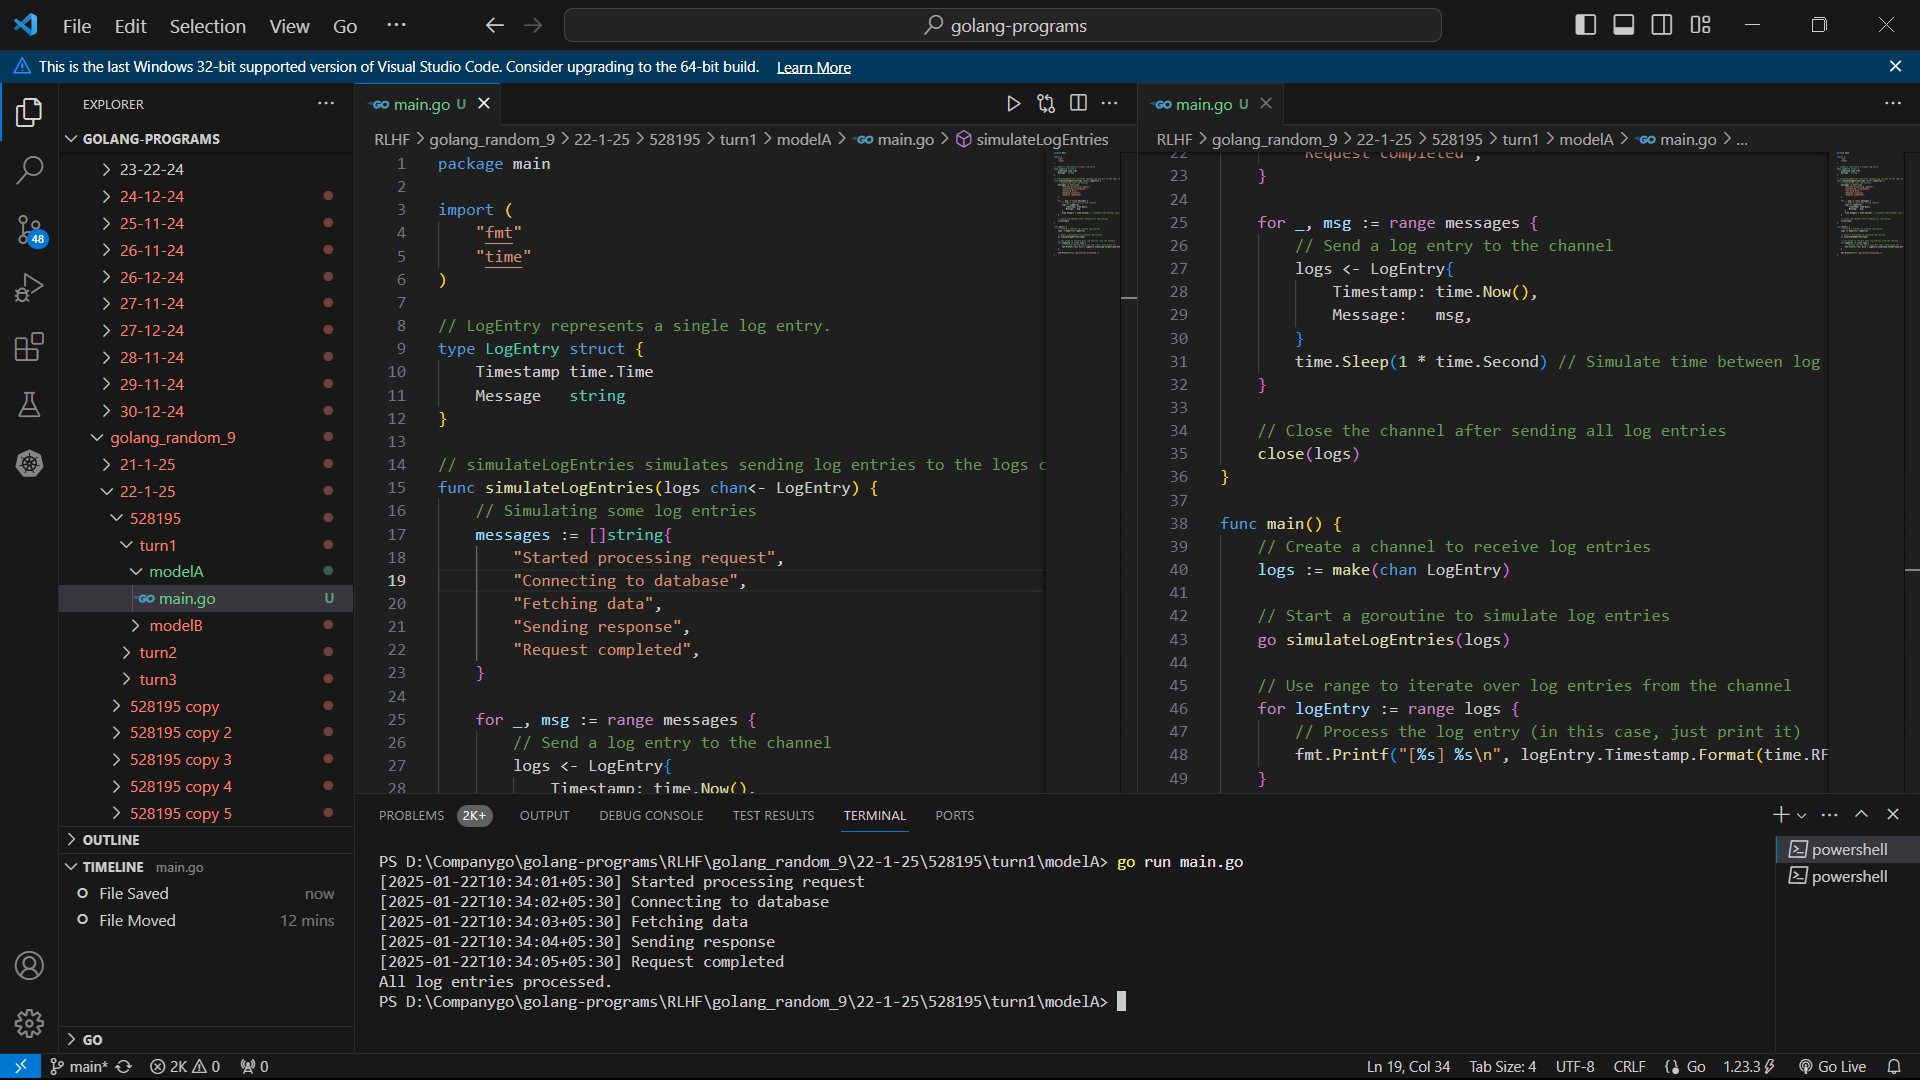 File Edit Selection View Go ···
golang-programs
This is the last Windows 32-bit supported version of Visual Studio Code. Consider upgrading to the 64-bit build. Learn More
EXPLORER
GOLANG-PROGRAMS
23-22-24
24-12-24
25-11-24
26-11-24
26-12-24
27-11-24
27-12-24
28-11-24
29-11-24
30-12-24
golang_random_9
21-1-25
22-1-25
528195
turn1
modelA
main.go U
modelB
turn2
turn3
528195 copy
528195 copy 2
528195 copy 3
528195 copy 4
528195 copy 5
OUTLINE
TIMELINE main.go
File Saved now
File Moved 12 mins
GO
48
main.go U
RLHF > golang_random_9 > 22-1-25 > 528195 > turn1 > modelA > main.go > simulateLogEntries
1 package main
2
3 import (
4 "fmt"
5 "time"
6 )
7
8 // LogEntry represents a single log entry.
9 type LogEntry struct {
10 Timestamp time.Time
11 Message string
12 }
13
14 // simulateLogEntries simulates sending log entries to the logs c
15 func simulateLogEntries(logs chan<- LogEntry) {
16 // Simulating some log entries
17 messages := []string{
18 "Started processing request",
19 "Connecting to database",
20 "Fetching data",
21 "Sending response",
22 "Request completed",
23 }
24
25 for _, msg := range messages {
26 // Send a log entry to the channel
27 logs <- LogEntry{
28 Timestamp: time.Now(),
main.go U
RLHF > golang_random_9 > 22-1-25 > 528195 > turn1 > modelA > main.go > ...
22 "Request completed",
23 }
24
25 for _, msg := range messages {
26 // Send a log entry to the channel
27 logs <- LogEntry{
28 Timestamp: time.Now(),
29 Message: msg,
30 }
31 time.Sleep(1 * time.Second) // Simulate time between log
32 }
33
34 // Close the channel after sending all log entries
35 close(logs)
36 }
37
38 func main() {
39 // Create a channel to receive log entries
40 logs := make(chan LogEntry)
41
42 // Start a goroutine to simulate log entries
43 go simulateLogEntries(logs)
44
45 // Use range to iterate over log entries from the channel
46 for logEntry := range logs {
47 // Process the log entry (in this case, just print it)
48 fmt.Printf("[%s] %s\n", logEntry.Timestamp.Format(time.RF
49 }
PROBLEMS 2K+ OUTPUT DEBUG CONSOLE TEST RESULTS TERMINAL PORTS
PS D:\Companygo\golang-programs\RLHF\golang_random_9\22-1-25\528195\turn1\modelA> go run main.go
[2025-01-22T10:34:01+05:30] Started processing request
[2025-01-22T10:34:02+05:30] Connecting to database
[2025-01-22T10:34:03+05:30] Fetching data
[2025-01-22T10:34:04+05:30] Sending response
[2025-01-22T10:34:05+05:30] Request completed
All log entries processed.
PS D:\Companygo\golang-programs\RLHF\golang_random_9\22-1-25\528195\turn1\modelA>
powershell
powershell
main* 2K 0 0 Ln 19, Col 34 Tab Size: 4 UTF-8 CRLF Go 1.23.3 Go Live